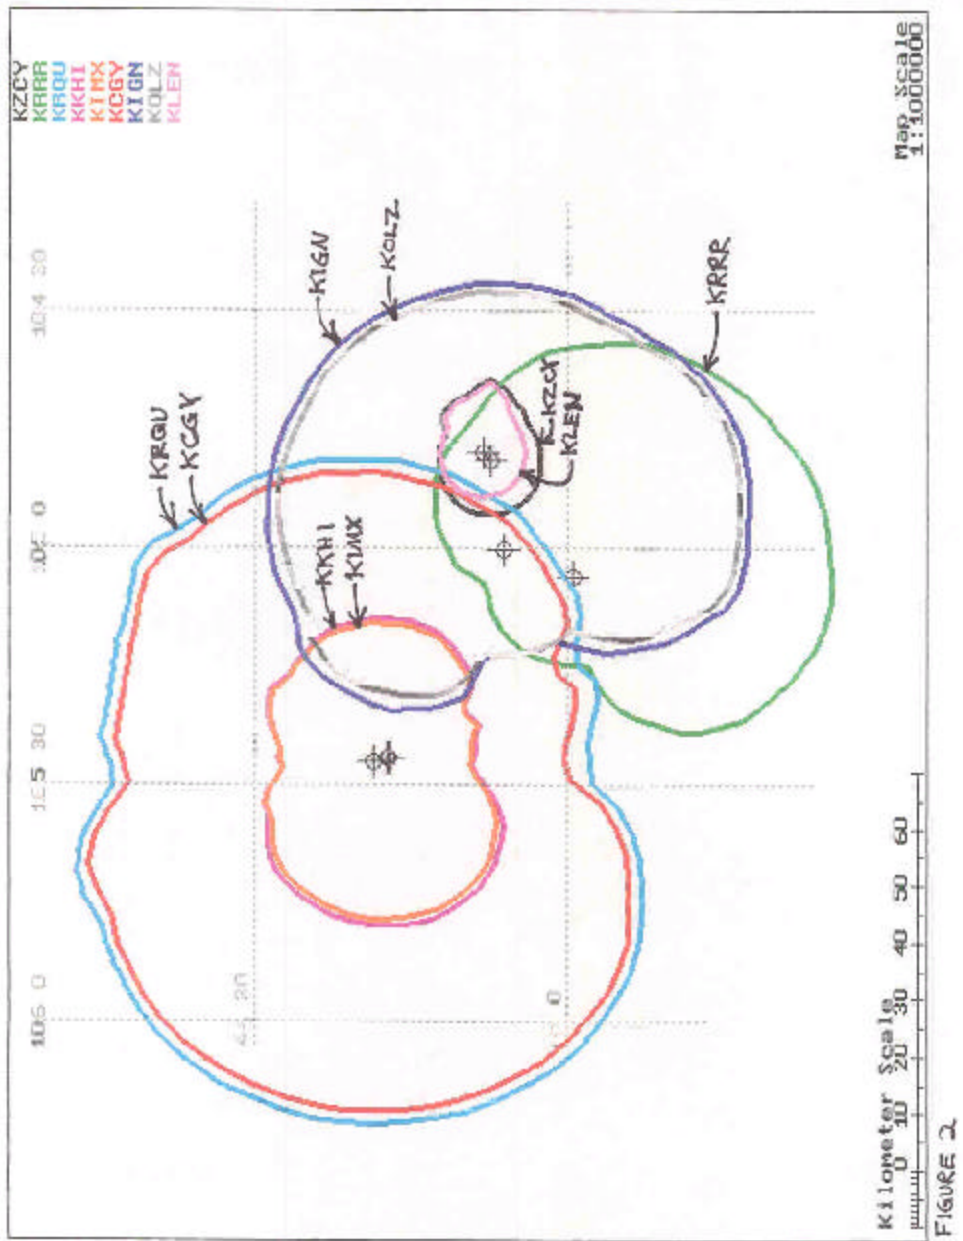 KZCY
KRRR
KRQU
KKHI
KIMX
KCGY
KIGN
KOLZ
KLEN
106 0
105 30
105 0
104 30
KRQU
KCGY
KIGN
KOLZ
KKHI
KIMX
KZCY
KLEN
KRRR
Kilometer Scale
0 10 20 30 40 50 60
Map Scale
1:1000000
FIGURE 2